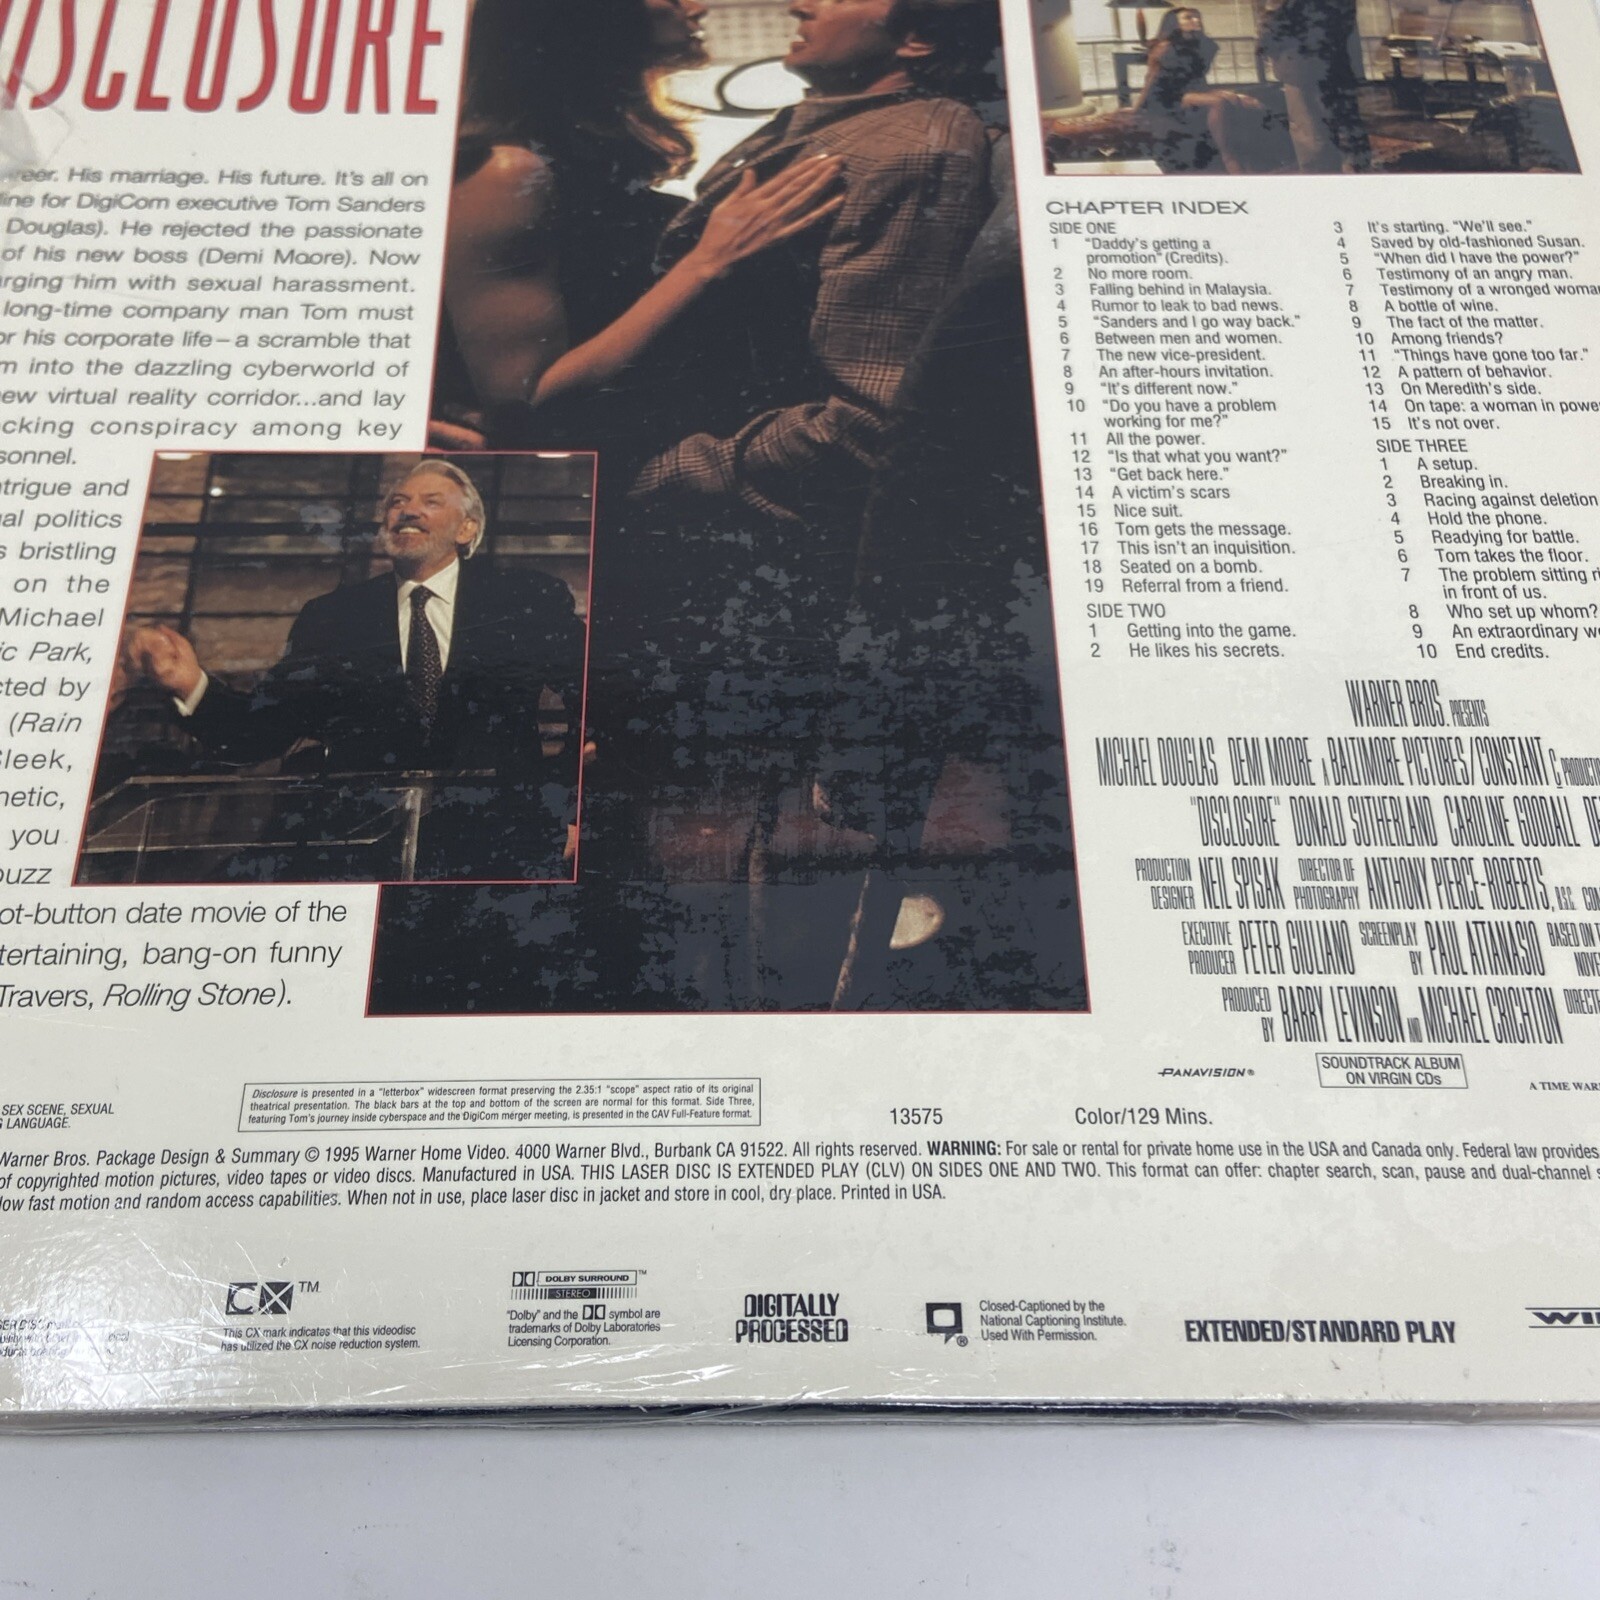 DISCLOSURE
His marriage. His future. It's all on
for DigiCom executive Tom Sanders
Douglas). He rejected the passionate
of his new boss (Demi Moore). Now
him with sexual harassment.
long-time company man Tom must
his corporate life – a scramble that
into the dazzling cyberworld of
virtual reality corridor...and lay
conspiracy among key
and
politics
bristling
on the
Michael
Park,
by
(Rain
you
date movie of the
bang-on funny
Travers, Rolling Stone).
CHAPTER INDEX
SIDE ONE
1 "Daddy's getting a
promotion" (Credits).
2 No more room.
3 Falling behind in Malaysia.
4 Rumor to leak to bad news.
5 "Sanders and I go way back."
6 Between men and women.
7 The new vice-president.
8 An after-hours invitation.
9 "It's different now."
10 "Do you have a problem
working for me?"
11 All the power.
12 "Is that what you want?"
13 "Get back here."
14 A victim's scars
15 Nice suit.
16 Tom gets the message.
17 This isn't an inquisition.
18 Seated on a bomb.
19 Referral from a friend.
SIDE TWO
1 Getting into the game.
2 He likes his secrets.
3 It's starting. "We'll see."
4 Saved by old-fashioned Susan.
5 "When did I have the power?"
6 Testimony of an angry man.
7 Testimony of a wronged
8 A bottle of wine.
9 The fact of the matter.
10 Among friends?
11 "Things have gone too far."
12 A pattern of behavior.
13 On Meredith's side.
14 On tape: a woman in
15 It's not over.
SIDE THREE
1 A setup.
2 Breaking in.
3 Racing against deletion
4 Hold the phone.
5 Readying for battle.
6 Tom takes the floor.
7 The problem sitting
in front of us.
8 Who set up whom?
9 An extraordinary
10 End credits.
WARNER BROS. PRESENTS
MICHAEL DOUGLAS DEMI MOORE A BALTIMORE PICTURES/CONSTANT C
"DISCLOSURE" DONALD SUTHERLAND CAROLINE GOODALL
PRODUCTION DESIGNER NEIL SPISAK DIRECTOR OF PHOTOGRAPHY ANTHONY PIERCE-ROBERTS, B.S.C.
EXECUTIVE PRODUCER PETER GIULIANO SCREENPLAY BY PAUL ATTANASIO BASED ON
PRODUCED BY BARRY LEVINSON AND MICHAEL CRICHTON
PANAVISION®
SOUNDTRACK ALBUM
ON VIRGIN CDs
A TIME
SEX SCENE, SEXUAL
LANGUAGE.
Disclosure is presented in a "letterbox" widescreen format preserving the 2.35:1 "scope" aspect ratio of its original
theatrical presentation. The black bars at the top and bottom of the screen are normal for this format. Side Three,
featuring Tom's journey inside cyberspace and the DigiCom merger meeting, is presented in the CAV Full-Feature format.
13575
Color/129 Mins.
Warner Bros. Package Design & Summary © 1995 Warner Home Video. 4000 Warner Blvd., Burbank CA 91522. All rights reserved. WARNING: For sale or rental for private home use in the USA and Canada only. Federal law provides
of copyrighted motion pictures, video tapes or video discs. Manufactured in USA. THIS LASER DISC IS EXTENDED PLAY (CLV) ON SIDES ONE AND TWO. This format can offer: chapter search, scan, pause and dual-channel
fast motion and random access capabilities. When not in use, place laser disc in jacket and store in cool, dry place. Printed in USA.
CX™
This CX mark indicates that this videodisc
has utilized the CX noise reduction system.
DOLBY SURROUND™
STEREO
"Dolby" and the symbol are
trademarks of Dolby Laboratories
Licensing Corporation.
DIGITALLY
PROCESSED
Closed-Captioned by the
National Captioning Institute.
Used With Permission.
EXTENDED/STANDARD PLAY